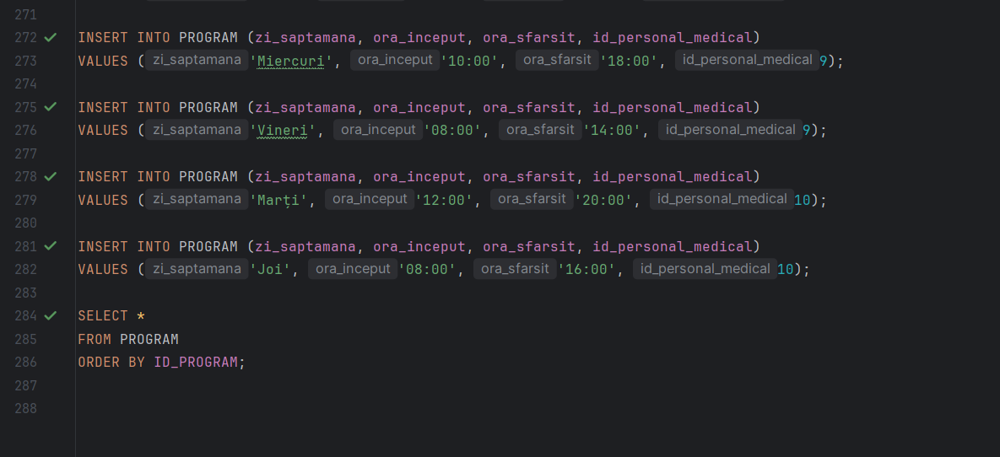 271
272 INSERT INTO PROGRAM (zi_saptamana, ora_inceput, ora_sfarsit, id_personal_medical)
273 VALUES ( zi_saptamana 'Miercuri', ora_inceput '10:00', ora_sfarsit '18:00', id_personal_medical 9);
274
275 INSERT INTO PROGRAM (zi_saptamana, ora_inceput, ora_sfarsit, id_personal_medical)
276 VALUES ( zi_saptamana 'Vineri', ora_inceput '08:00', ora_sfarsit '14:00', id_personal_medical 9);
277
278 INSERT INTO PROGRAM (zi_saptamana, ora_inceput, ora_sfarsit, id_personal_medical)
279 VALUES ( zi_saptamana 'Marți', ora_inceput '12:00', ora_sfarsit '20:00', id_personal_medical 10);
280
281 INSERT INTO PROGRAM (zi_saptamana, ora_inceput, ora_sfarsit, id_personal_medical)
282 VALUES ( zi_saptamana 'Joi', ora_inceput '08:00', ora_sfarsit '16:00', id_personal_medical 10);
283
284 SELECT *
285 FROM PROGRAM
286 ORDER BY ID_PROGRAM;
287
288